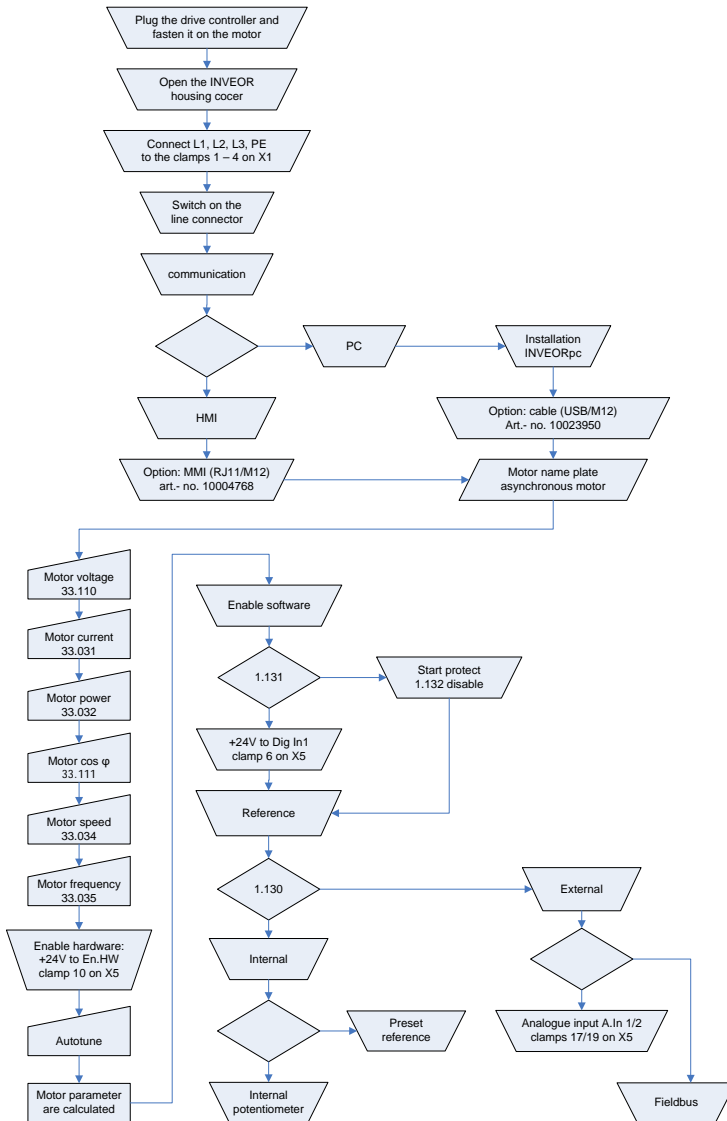 Plug the drive controller and
fasten it on the motor
Open the INVEOR
housing cocer
Connect L1, L2, L3, PE
to the clamps 1 – 4 on X1
Switch on the
line connector
communication
PC
Installation
INVEORpc
HMI
Option: cable (USB/M12)
Art.- no. 10023950
Option: MMI (RJ11/M12)
art.- no. 10004768
Motor name plate
asynchronous motor
Motor voltage
33.110
Motor current
33.031
Motor power
33.032
Motor cos φ
33.111
Motor speed
33.034
Motor frequency
33.035
Enable hardware:
+24V to En.HW
clamp 10 on X5
Autotune
Motor parameter
are calculated
Enable software
1.131
Start protect
1.132 disable
+24V to Dig In1
clamp 6 on X5
Reference
1.130
External
Internal
Preset
reference
Analogue input A.In 1/2
clamps 17/19 on X5
Internal
potentiometer
Fieldbus